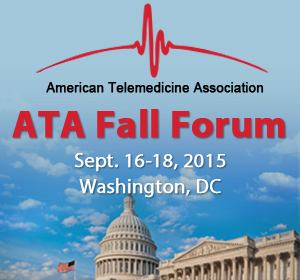 American Telemedicine Association
ATA Fall Forum
Sept. 16-18, 2015
Washington, DC